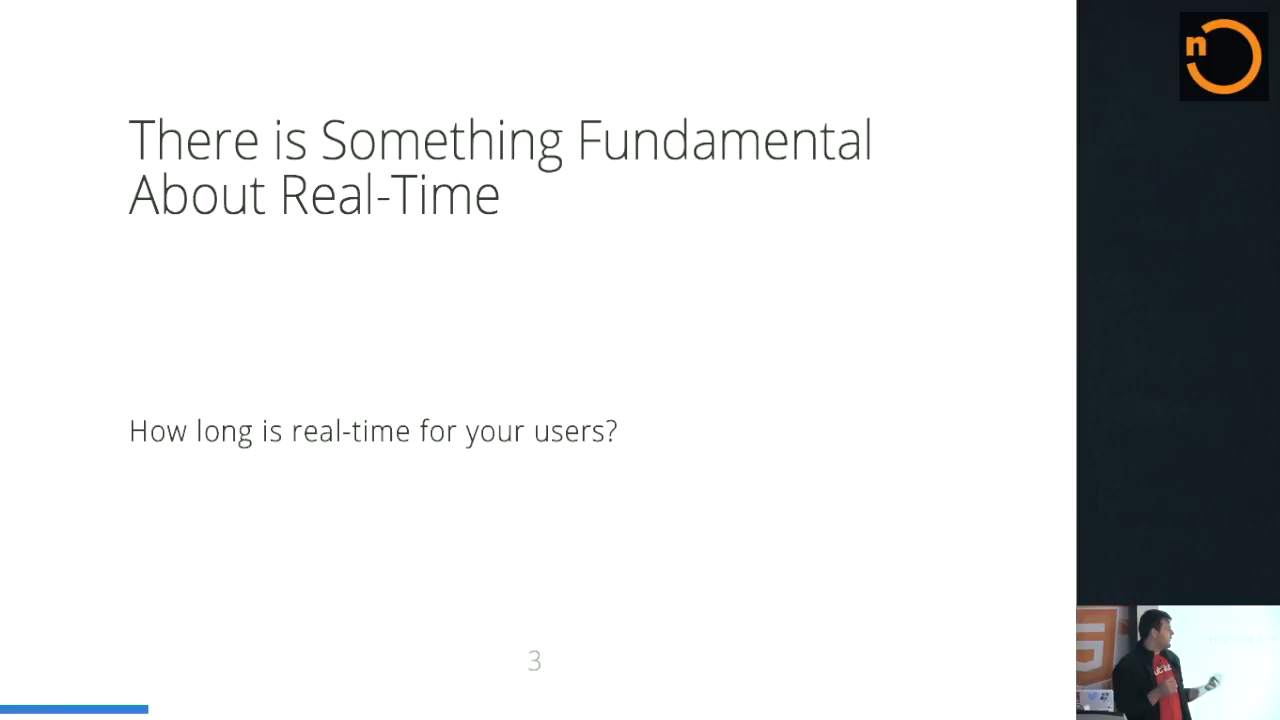 There is Something Fundamental
About Real-Time
How long is real-time for your users?
3
n